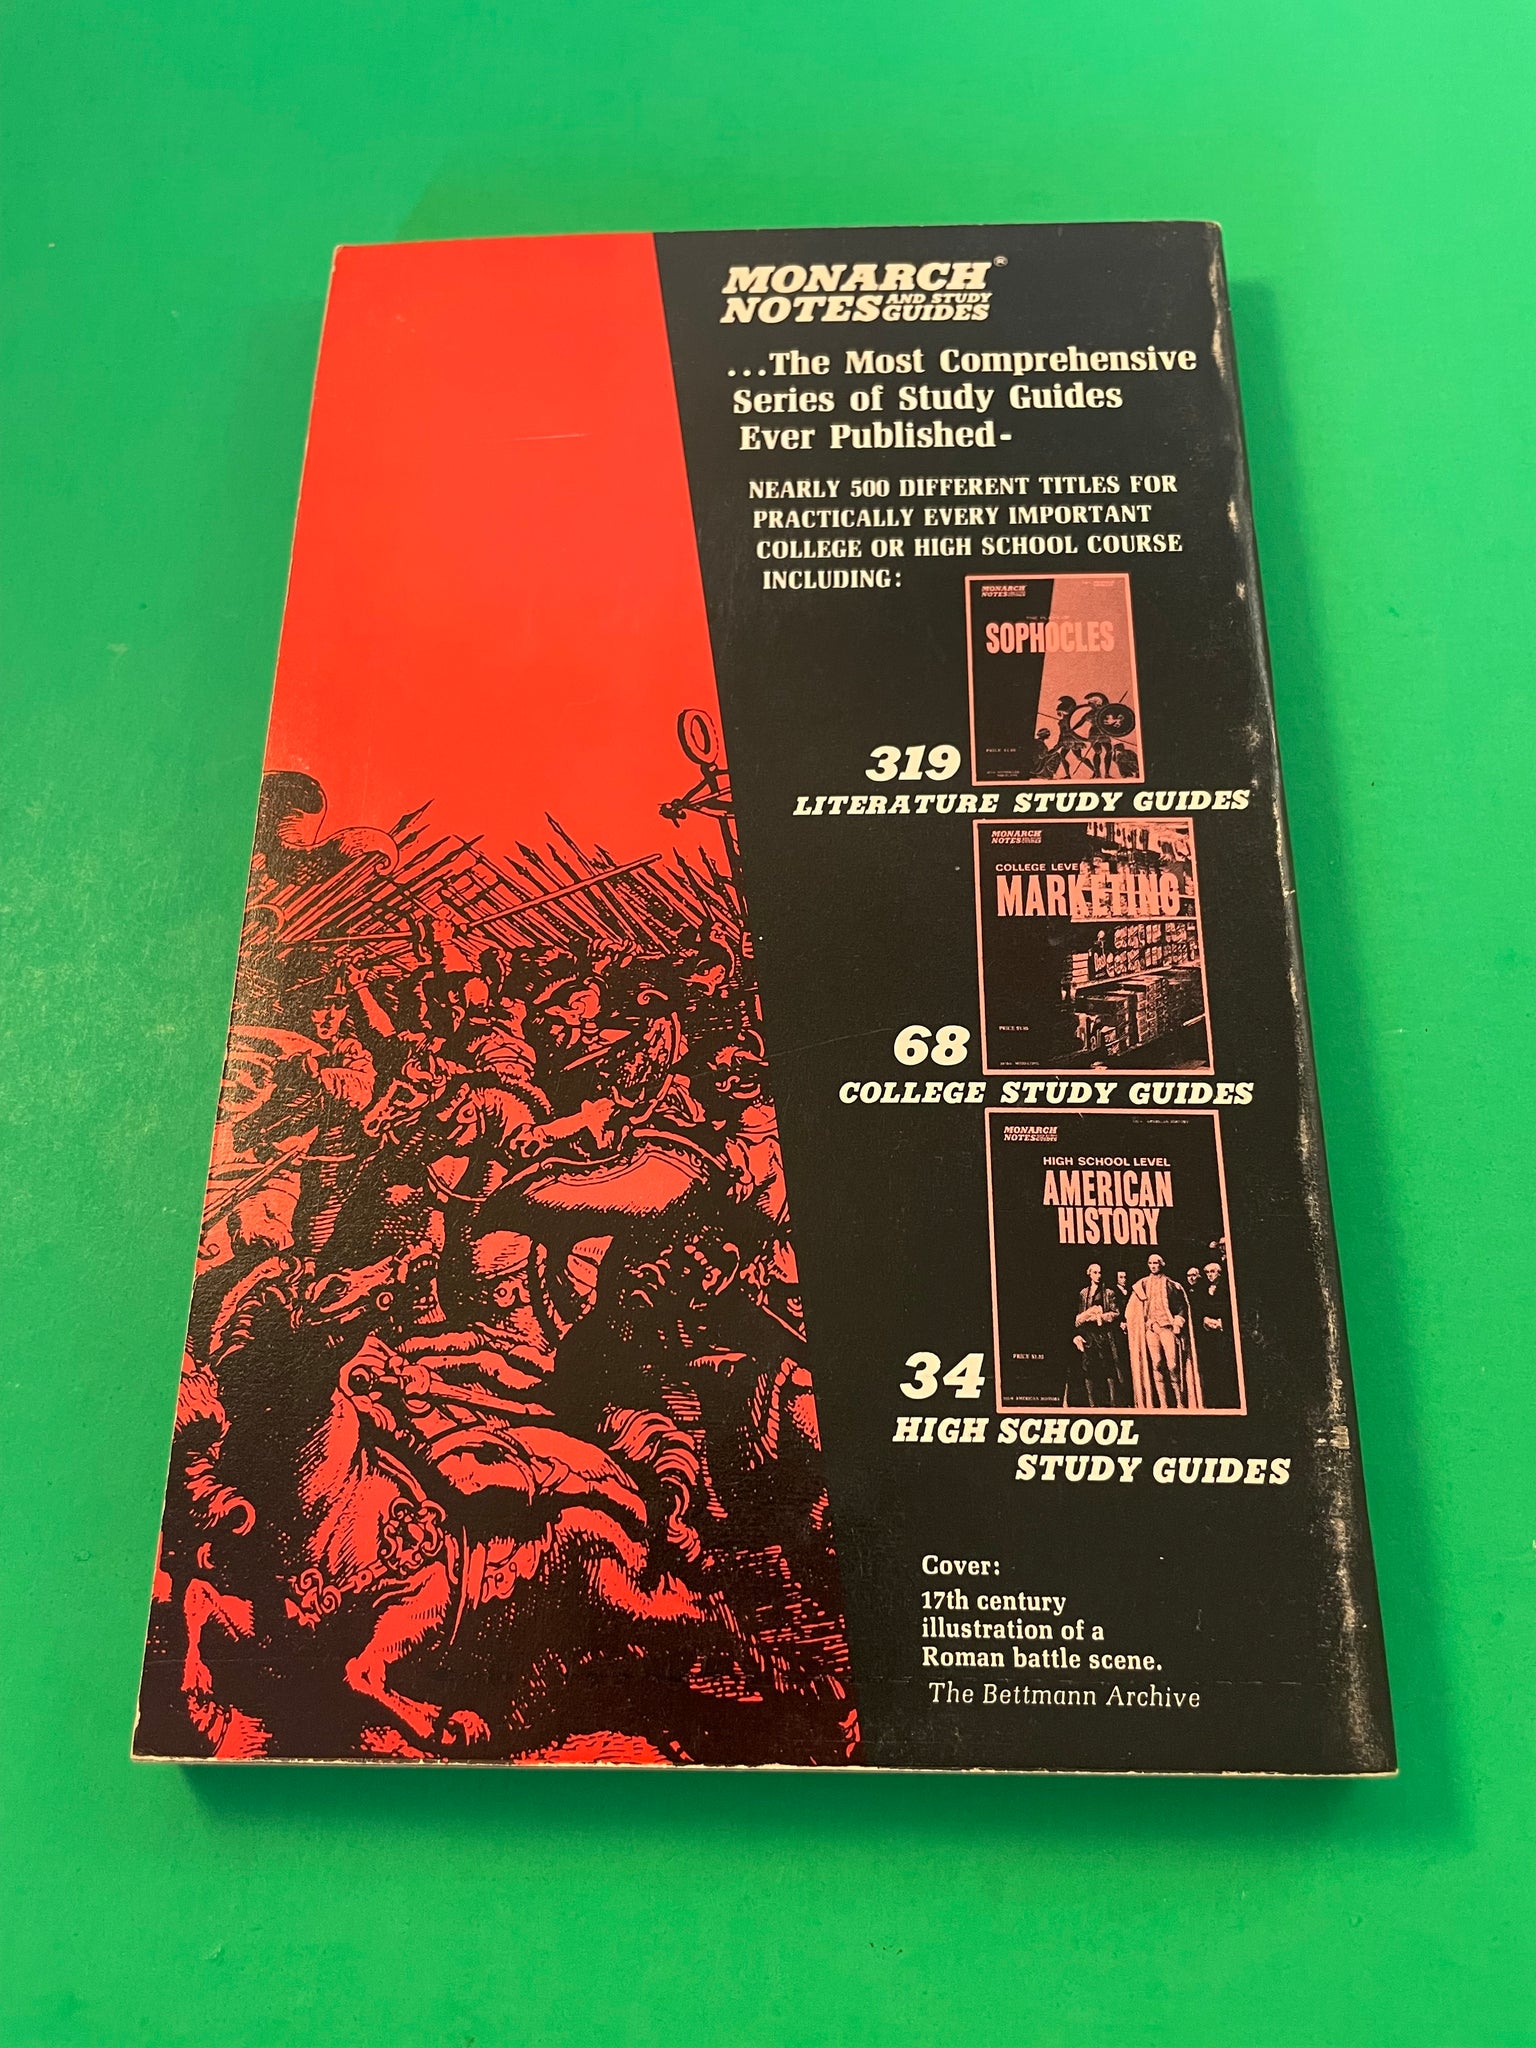 MONARCH®
NOTES AND STUDY
GUIDES
...The Most Comprehensive
Series of Study Guides
Ever Published-
NEARLY 500 DIFFERENT TITLES FOR
PRACTICALLY EVERY IMPORTANT
COLLEGE OR HIGH SCHOOL COURSE
INCLUDING:
MONARCH
NOTES
SOPHOCLES
319
LITERATURE STUDY GUIDES
MONARCH
NOTES
COLLEGE LEVEL
MARKETING
68
COLLEGE STUDY GUIDES
MONARCH
NOTES
GUIDES
HIGH SCHOOL LEVEL
AMERICAN
HISTORY
34
HIGH SCHOOL
STUDY GUIDES
Cover:
17th century
illustration of a
Roman battle scene.
The Bettmann Archive